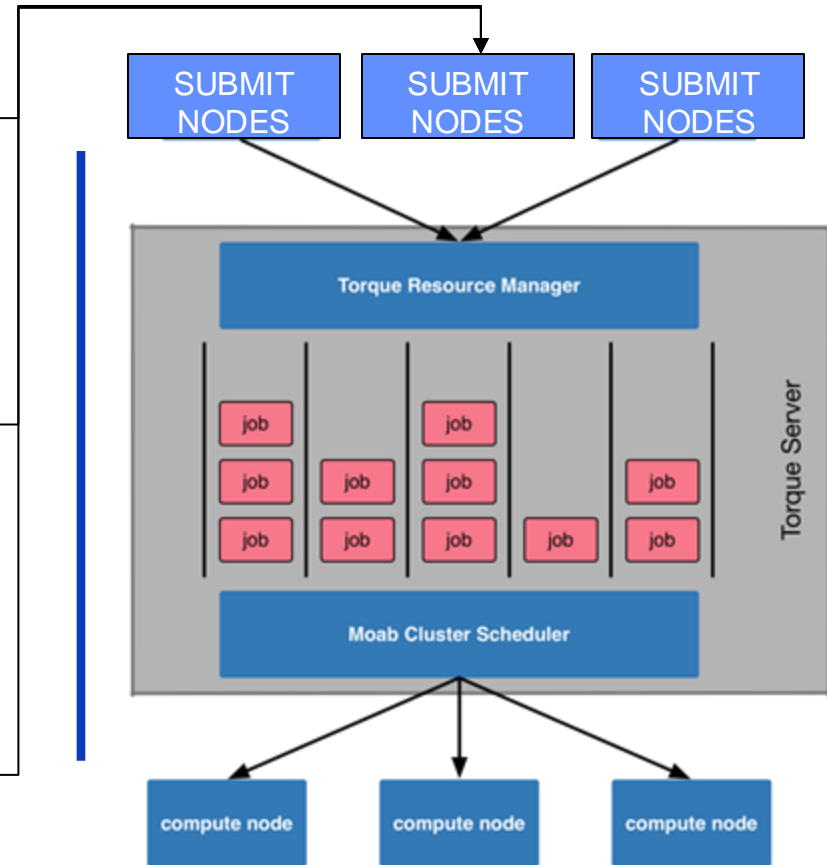 SUBMIT
NODES
SUBMIT
NODES
SUBMIT
NODES
Torque Resource Manager
job
job
job
job
job
job
job
job
job
job
job
Torque Server
Moab Cluster Scheduler
compute node
compute node
compute node